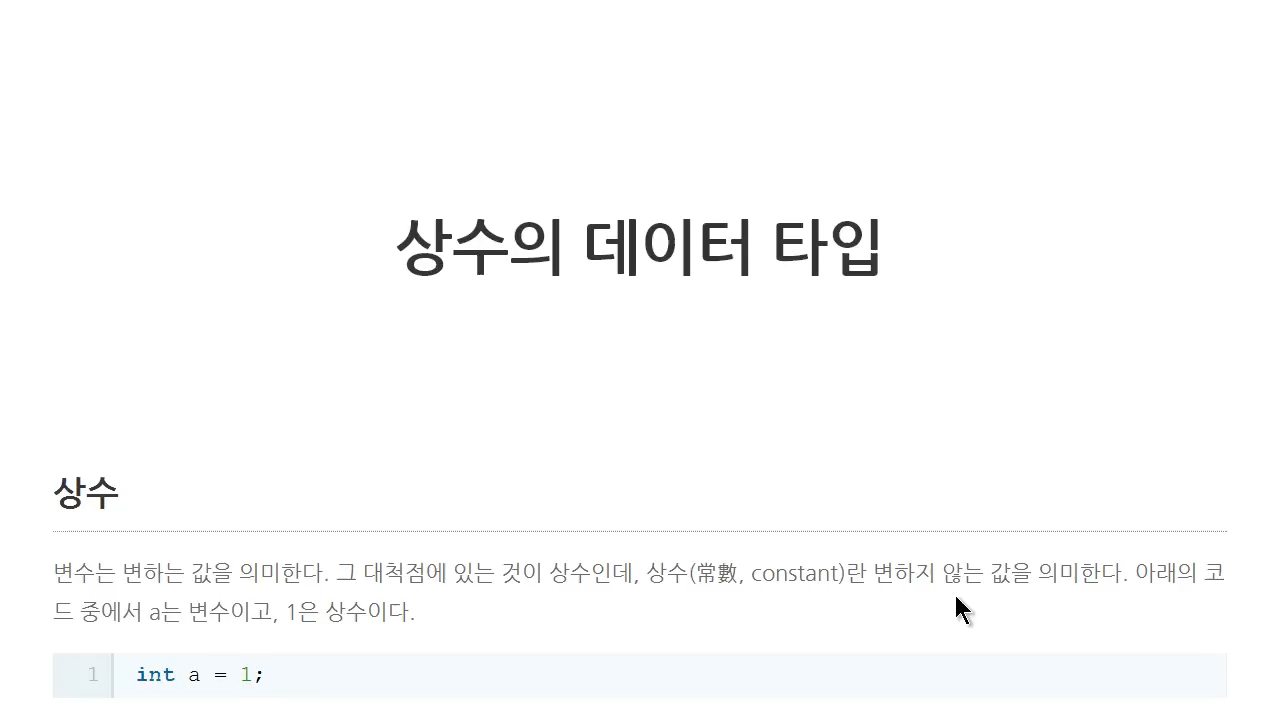 상수의 데이터 타입
상수
변수는 변하는 값을 의미한다. 그 대척점에 있는 것이 상수인데, 상수(常數, constant)란 변하지 않는 값을 의미한다. 아래의 코
드 중에서 a는 변수이고, 1은 상수이다.
1 int a = 1;